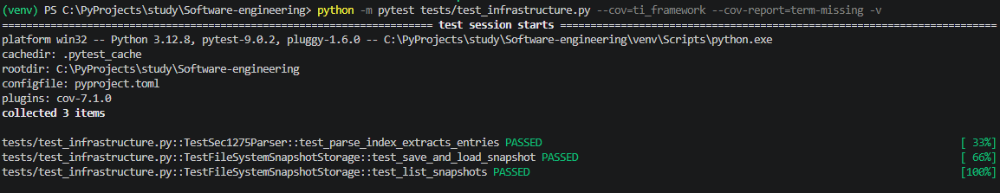 (venv) PS C:\PyProjects\study\Software-engineering> python -m pytest tests/test_infrastructure.py --cov=ti_framework --cov-report=term-missing -v
============================================================================= test session starts =============================================================================
platform win32 -- Python 3.12.8, pytest-9.0.2, pluggy-1.6.0 -- C:\PyProjects\study\Software-engineering\venv\Scripts\python.exe
cachedir: .pytest_cache
rootdir: C:\PyProjects\study\Software-engineering
configfile: pyproject.toml
plugins: cov-7.1.0
collected 3 items
tests/test_infrastructure.py::TestSec1275Parser::test_parse_index_extracts_entries PASSED [ 33%]
tests/test_infrastructure.py::TestFileSystemSnapshotStorage::test_save_and_load_snapshot PASSED [ 66%]
tests/test_infrastructure.py::TestFileSystemSnapshotStorage::test_list_snapshots PASSED [100%]